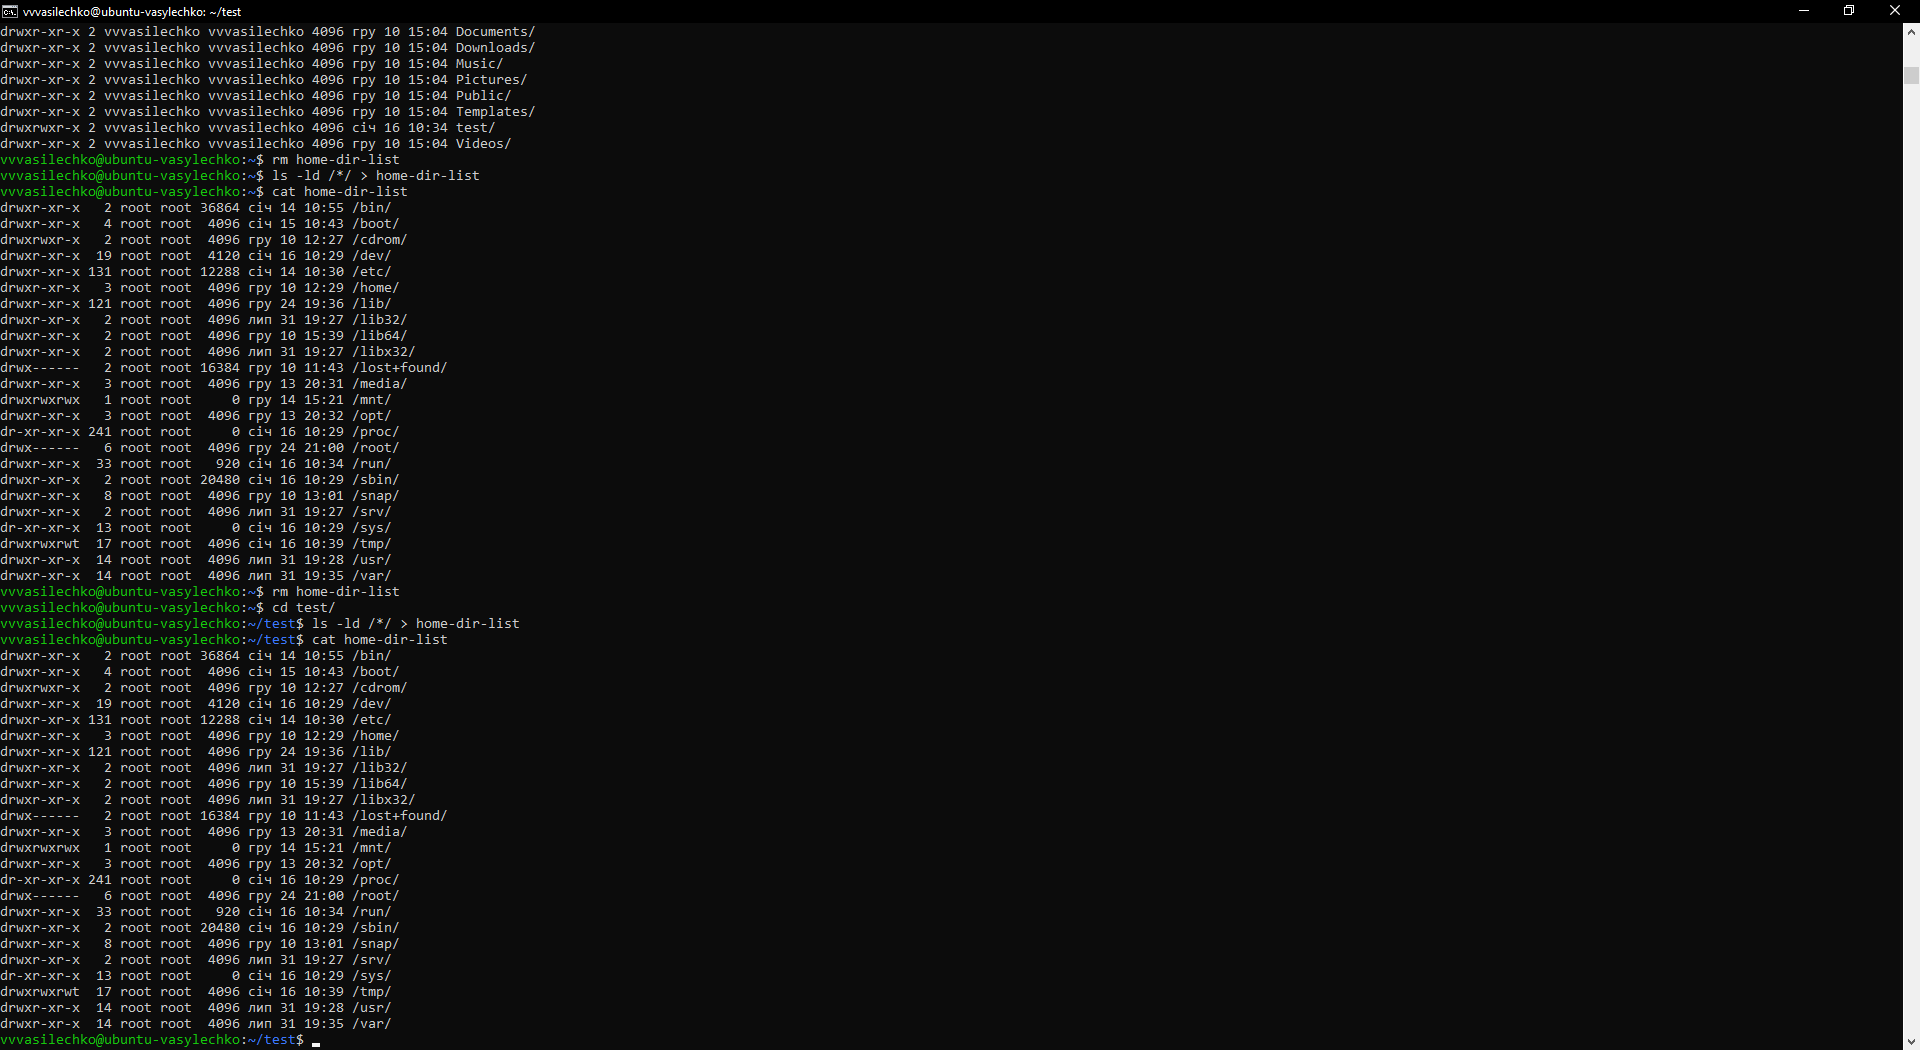 vvvasilechko@ubuntu-vasylechko: ~/test
drwxr-xr-x 2 vvvasilechko vvvasilechko 4096 гру 10 15:04 Documents/
drwxr-xr-x 2 vvvasilechko vvvasilechko 4096 гру 10 15:04 Downloads/
drwxr-xr-x 2 vvvasilechko vvvasilechko 4096 гру 10 15:04 Music/
drwxr-xr-x 2 vvvasilechko vvvasilechko 4096 гру 10 15:04 Pictures/
drwxr-xr-x 2 vvvasilechko vvvasilechko 4096 гру 10 15:04 Public/
drwxr-xr-x 2 vvvasilechko vvvasilechko 4096 гру 10 15:04 Templates/
drwxrwxr-x 2 vvvasilechko vvvasilechko 4096 січ 16 10:34 test/
drwxr-xr-x 2 vvvasilechko vvvasilechko 4096 гру 10 15:04 Videos/
vvvasilechko@ubuntu-vasylechko:~$ rm home-dir-list
vvvasilechko@ubuntu-vasylechko:~$ ls -ld /*/ > home-dir-list
vvvasilechko@ubuntu-vasylechko:~$ cat home-dir-list
drwxr-xr-x   2 root root 36864 січ 14 10:55 /bin/
drwxr-xr-x   4 root root  4096 січ 15 10:43 /boot/
drwxrwxr-x   2 root root  4096 гру 10 12:27 /cdrom/
drwxr-xr-x  19 root root  4120 січ 16 10:29 /dev/
drwxr-xr-x 131 root root 12288 січ 14 10:30 /etc/
drwxr-xr-x   3 root root  4096 гру 10 12:29 /home/
drwxr-xr-x 121 root root  4096 гру 24 19:36 /lib/
drwxr-xr-x   2 root root  4096 лип 31 19:27 /lib32/
drwxr-xr-x   2 root root  4096 гру 10 15:39 /lib64/
drwxr-xr-x   2 root root  4096 лип 31 19:27 /libx32/
drwx------   2 root root 16384 гру 10 11:43 /lost+found/
drwxr-xr-x   3 root root  4096 гру 13 20:31 /media/
drwxrwxrwx   1 root root     0 гру 14 15:21 /mnt/
drwxr-xr-x   3 root root  4096 гру 13 20:32 /opt/
dr-xr-xr-x 241 root root     0 січ 16 10:29 /proc/
drwx------   6 root root  4096 гру 24 21:00 /root/
drwxr-xr-x  33 root root   920 січ 16 10:34 /run/
drwxr-xr-x   2 root root 20480 січ 16 10:29 /sbin/
drwxr-xr-x   8 root root  4096 гру 10 13:01 /snap/
drwxr-xr-x   2 root root  4096 лип 31 19:27 /srv/
dr-xr-xr-x  13 root root     0 січ 16 10:29 /sys/
drwxrwxrwt  17 root root  4096 січ 16 10:39 /tmp/
drwxr-xr-x  14 root root  4096 лип 31 19:28 /usr/
drwxr-xr-x  14 root root  4096 лип 31 19:35 /var/
vvvasilechko@ubuntu-vasylechko:~$ rm home-dir-list
vvvasilechko@ubuntu-vasylechko:~$ cd test/
vvvasilechko@ubuntu-vasylechko:~/test$ ls -ld /*/ > home-dir-list
vvvasilechko@ubuntu-vasylechko:~/test$ cat home-dir-list
drwxr-xr-x   2 root root 36864 січ 14 10:55 /bin/
drwxr-xr-x   4 root root  4096 січ 15 10:43 /boot/
drwxrwxr-x   2 root root  4096 гру 10 12:27 /cdrom/
drwxr-xr-x  19 root root  4120 січ 16 10:29 /dev/
drwxr-xr-x 131 root root 12288 січ 14 10:30 /etc/
drwxr-xr-x   3 root root  4096 гру 10 12:29 /home/
drwxr-xr-x 121 root root  4096 гру 24 19:36 /lib/
drwxr-xr-x   2 root root  4096 лип 31 19:27 /lib32/
drwxr-xr-x   2 root root  4096 гру 10 15:39 /lib64/
drwxr-xr-x   2 root root  4096 лип 31 19:27 /libx32/
drwx------   2 root root 16384 гру 10 11:43 /lost+found/
drwxr-xr-x   3 root root  4096 гру 13 20:31 /media/
drwxrwxrwx   1 root root     0 гру 14 15:21 /mnt/
drwxr-xr-x   3 root root  4096 гру 13 20:32 /opt/
dr-xr-xr-x 241 root root     0 січ 16 10:29 /proc/
drwx------   6 root root  4096 гру 24 21:00 /root/
drwxr-xr-x  33 root root   920 січ 16 10:34 /run/
drwxr-xr-x   2 root root 20480 січ 16 10:29 /sbin/
drwxr-xr-x   8 root root  4096 гру 10 13:01 /snap/
drwxr-xr-x   2 root root  4096 лип 31 19:27 /srv/
dr-xr-xr-x  13 root root     0 січ 16 10:29 /sys/
drwxrwxrwt  17 root root  4096 січ 16 10:39 /tmp/
drwxr-xr-x  14 root root  4096 лип 31 19:28 /usr/
drwxr-xr-x  14 root root  4096 лип 31 19:35 /var/
vvvasilechko@ubuntu-vasylechko:~/test$